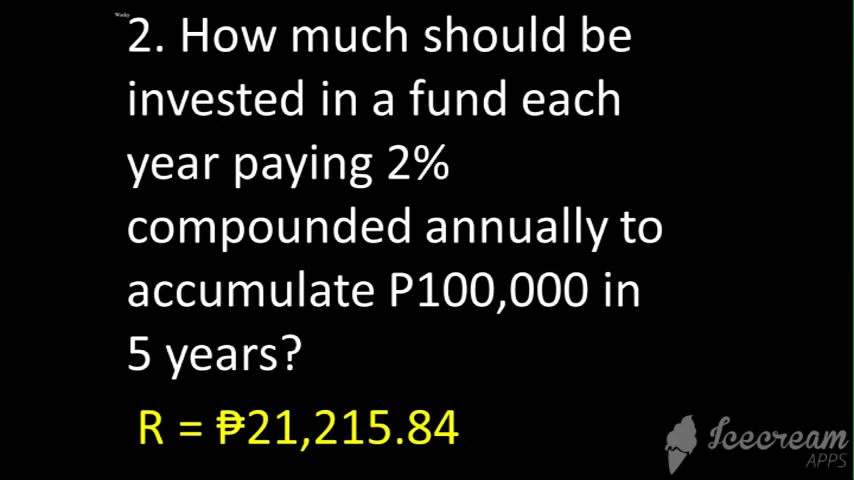 2. How much should be
invested in a fund each
year paying 2%
compounded annually to
accumulate P100,000 in
5 years?
R = ₱21,215.84
Icecream
APPS